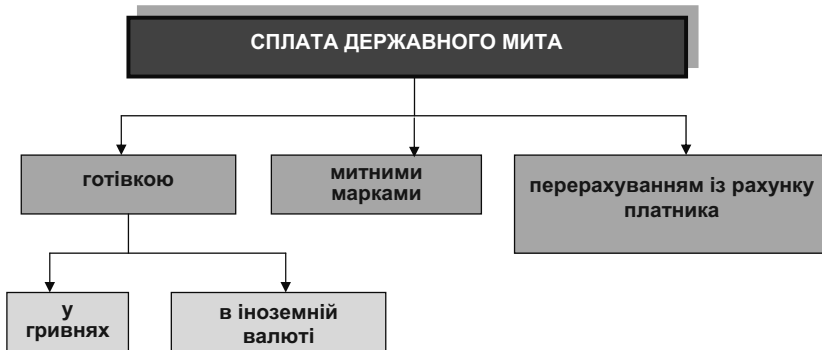 СПЛАТА ДЕРЖАВНОГО МИТА
готівкою
митними
марками
перерахуванням із рахунку
платника
у
гривнях
в іноземній
валюті